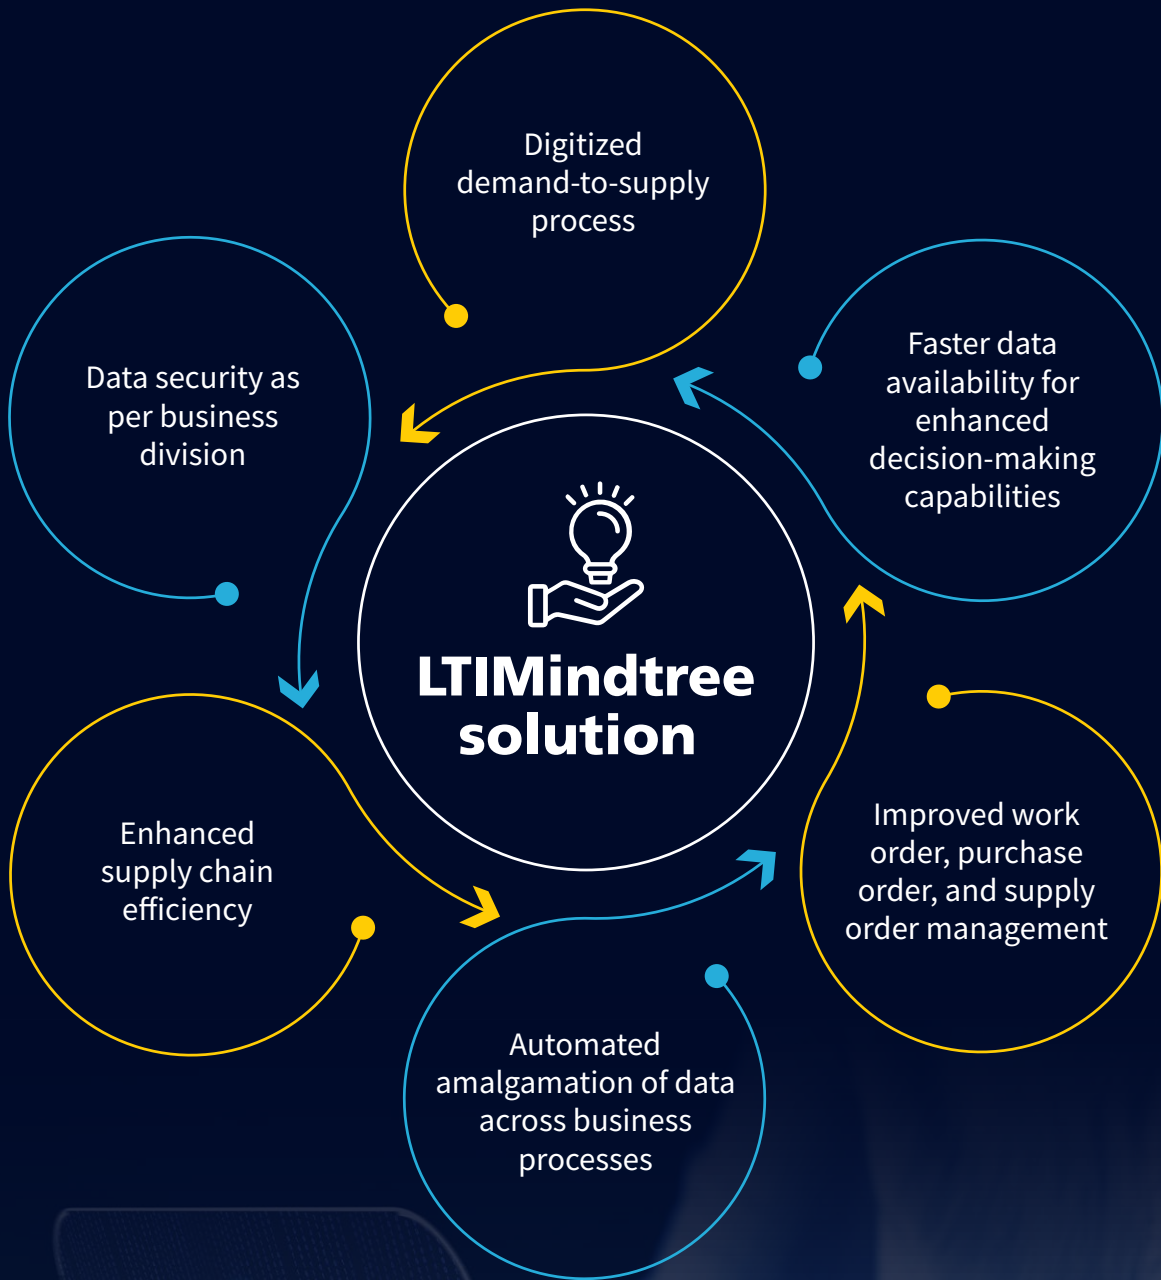 Digitized
demand-to-supply
process
Data security as
per business
division
Faster data
availability for
enhanced
decision-making
capabilities
LTIMindtree
solution
Enhanced
supply chain
efficiency
Improved work
order, purchase
order, and supply
order management
Automated
amalgamation of data
across business
processes